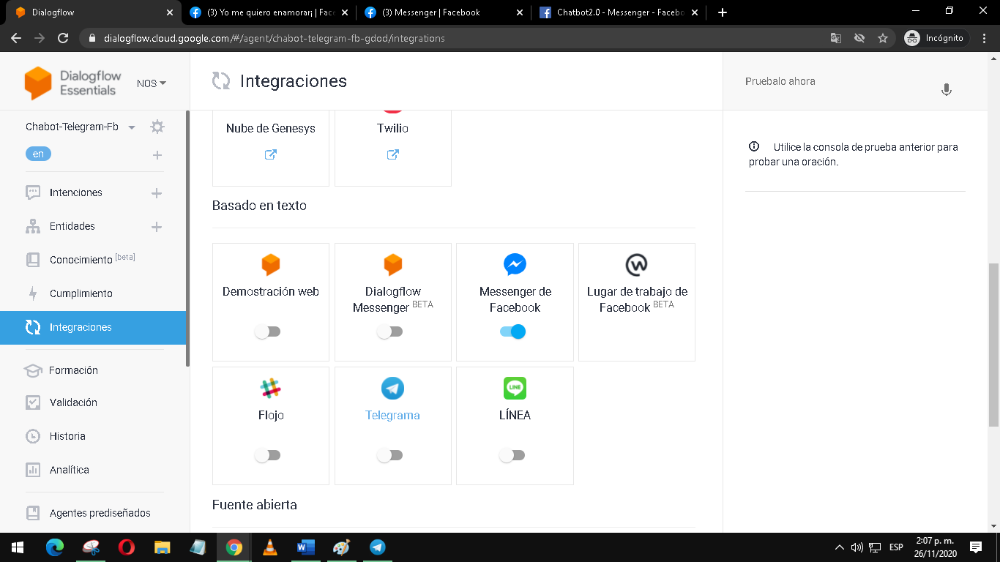 Dialogflow
(3) Yo me quiero enamorar¡ | Face
(3) Messenger | Facebook
Chatbot2.0 - Messenger - Facebo
dialogflow.cloud.google.com/#/agent/chabot-telegram-fb-gdod/integrations
Incógnito
Dialogflow
Essentials
NOS
Integraciones
Pruebalo ahora
Chabot-Telegram-Fb
en
Intenciones
Entidades
Conocimiento [beta]
Cumplimiento
Integraciones
Formación
Validación
Historia
Analítica
Agentes prediseñados
Nube de Genesys
Twilio
Basado en texto
Demostración web
Dialogflow
Messenger BETA
Messenger de
Facebook
Lugar de trabajo de
Facebook BETA
Flojo
Telegrama
LINE
LÍNEA
Fuente abierta
Utilice la consola de prueba anterior para
probar una oración.
ESP
2:07 p. m.
26/11/2020